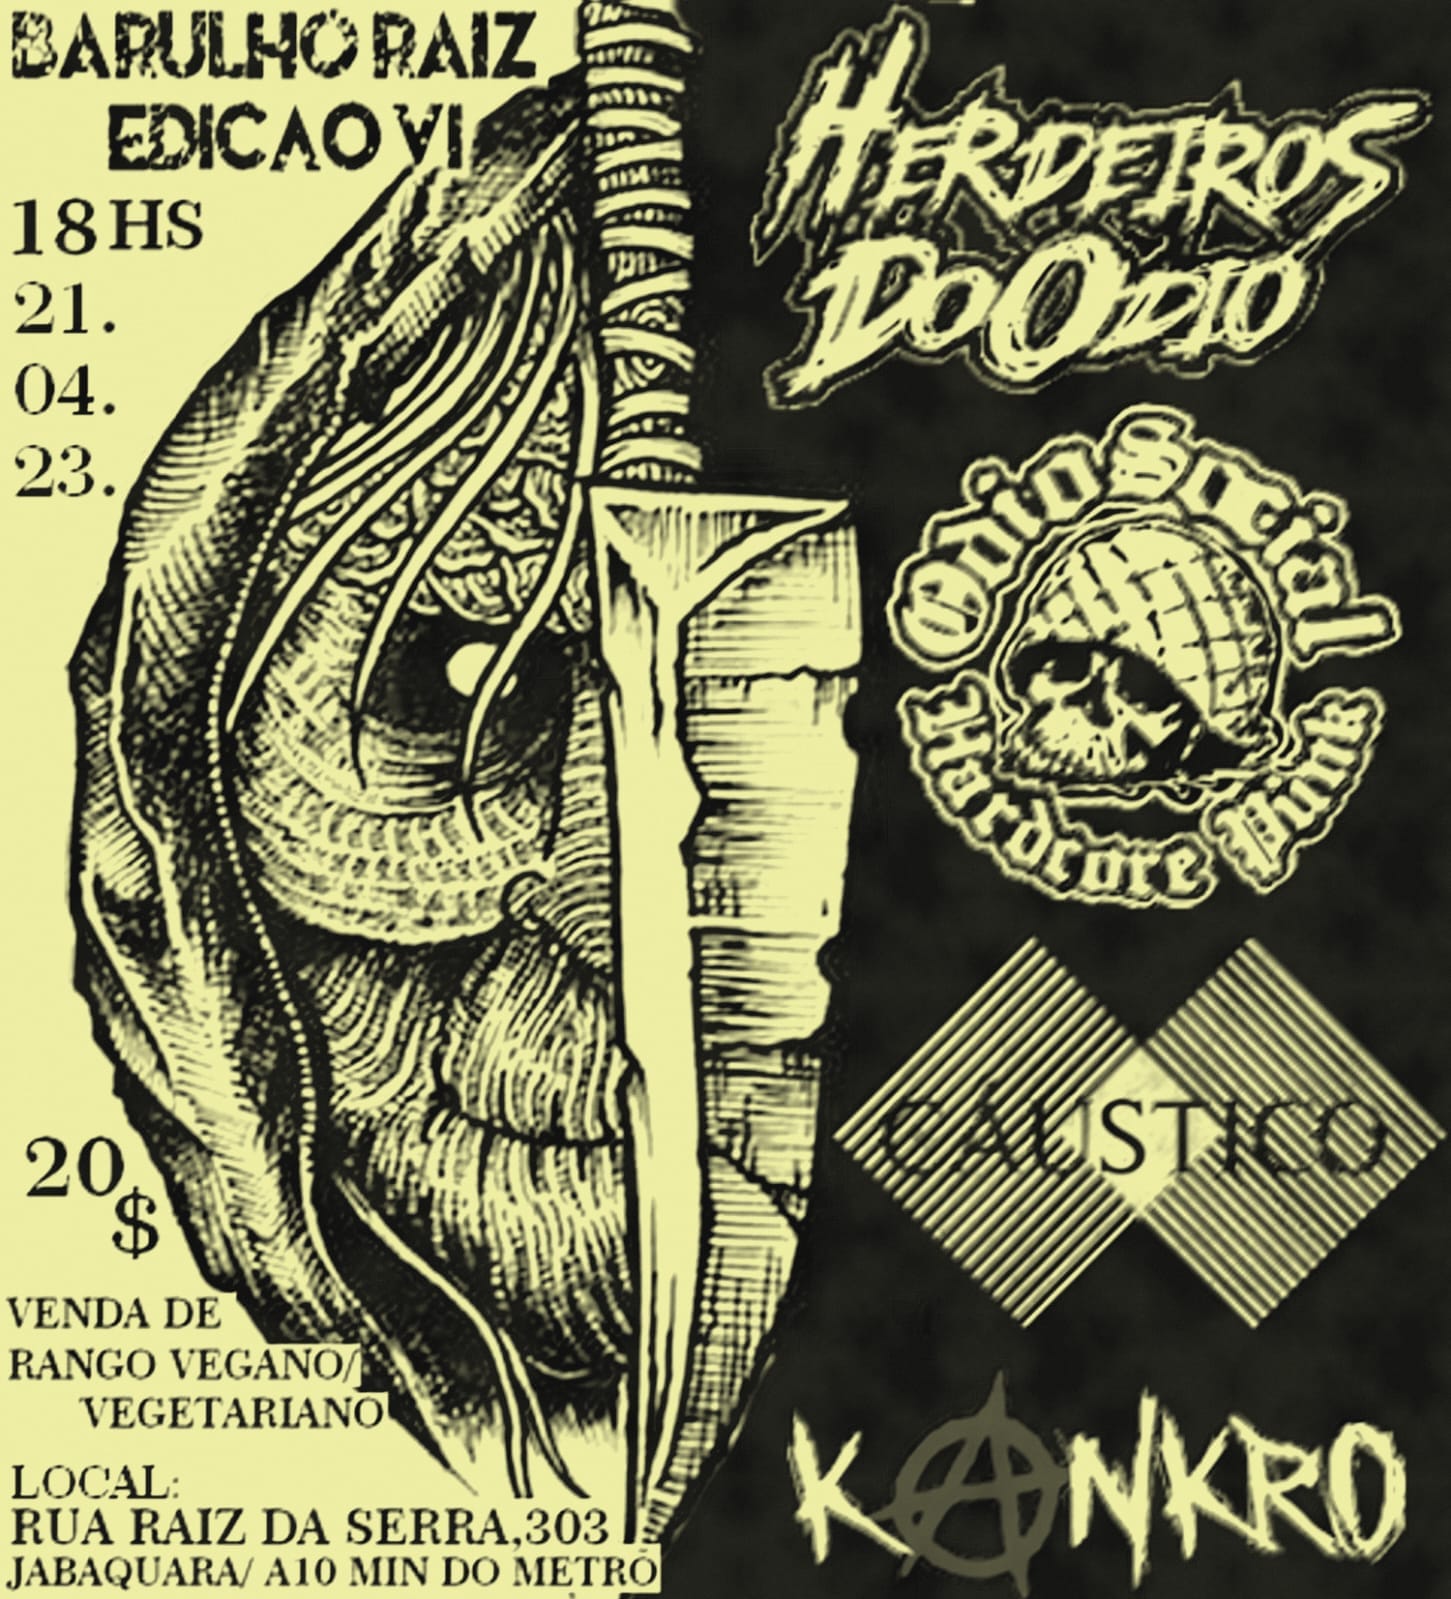 BARULHO RAIZ
EDICAO VI
18 HS
21.
04.
23.
20
$
VENDA DE
RANGO VEGANO/
VEGETARIANO
LOCAL:
RUA RAIZ DA SERRA,303
JABAQUARA/ A10 MIN DO METRÔ
HERDEIROS
DO ODIO
Odio Social
Hardcore Punk
CAUSTICO
KANKRO